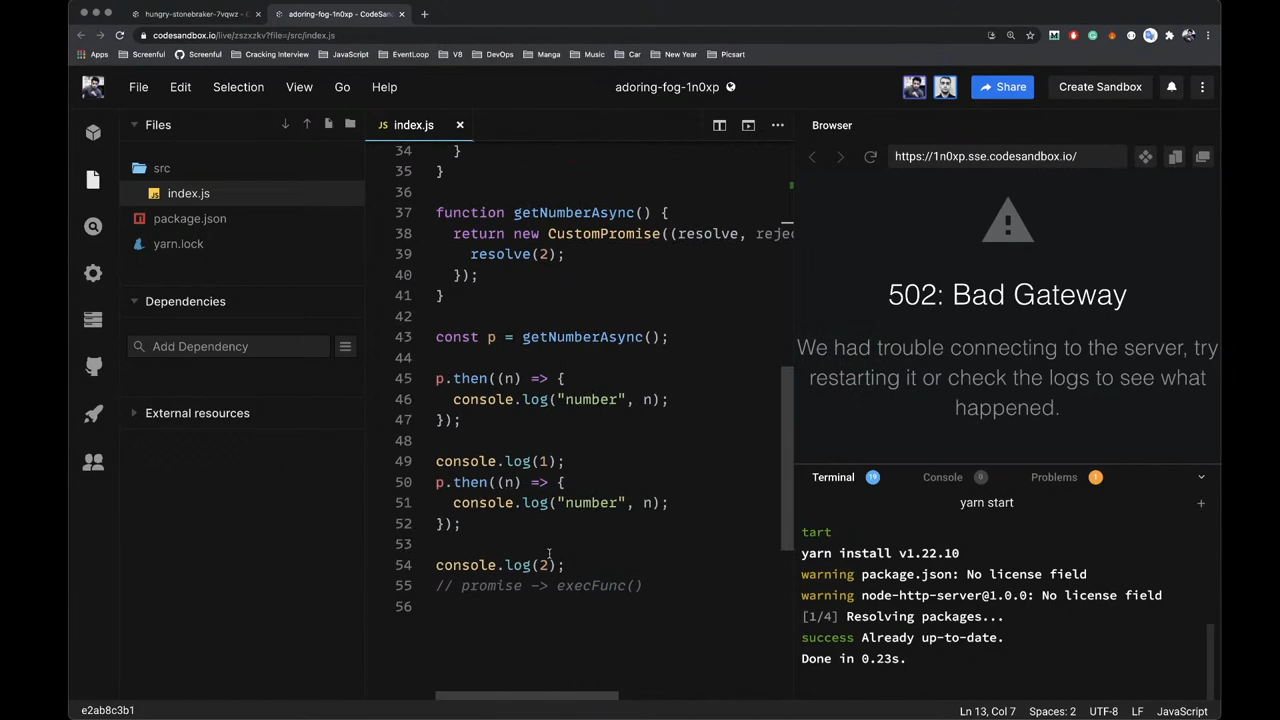 hungry-stonebraker-7vqwz - C
adoring-fog-1n0xp - CodeSan
codesandbox.io/live/zszxzkv?file=/src/index.js
Apps
Screenful
Screenful
Cracking Interview
JavaScript
EventLoop
V8
DevOps
Manga
Music
Car
New Year
Picsart
File
Edit
Selection
View
Go
Help
adoring-fog-1n0xp
Share
Create Sandbox
Files
src
index.js
package.json
yarn.lock
Dependencies
Add Dependency
External resources
JS index.js
34 }
35 }
36
37 function getNumberAsync() {
38 return new CustomPromise((resolve, reje
39 resolve(2);
40 });
41 }
42
43 const p = getNumberAsync();
44
45 p.then((n) => {
46 console.log("number", n);
47 });
48
49 console.log(1);
50 p.then((n) => {
51 console.log("number", n);
52 });
53
54 console.log(2);
55 // promise -> execFunc()
56
Browser
https://1n0xp.sse.codesandbox.io/
502: Bad Gateway
We had trouble connecting to the server, try
restarting it or check the logs to see what
happened.
Terminal 19
Console 0
Problems 1
yarn start
tart
yarn install v1.22.10
warning package.json: No license field
warning node-http-server@1.0.0: No license field
[1/4] Resolving packages...
success Already up-to-date.
Done in 0.23s.
e2ab8c3b1
Ln 13, Col 7
Spaces: 2
UTF-8
LF
JavaScript